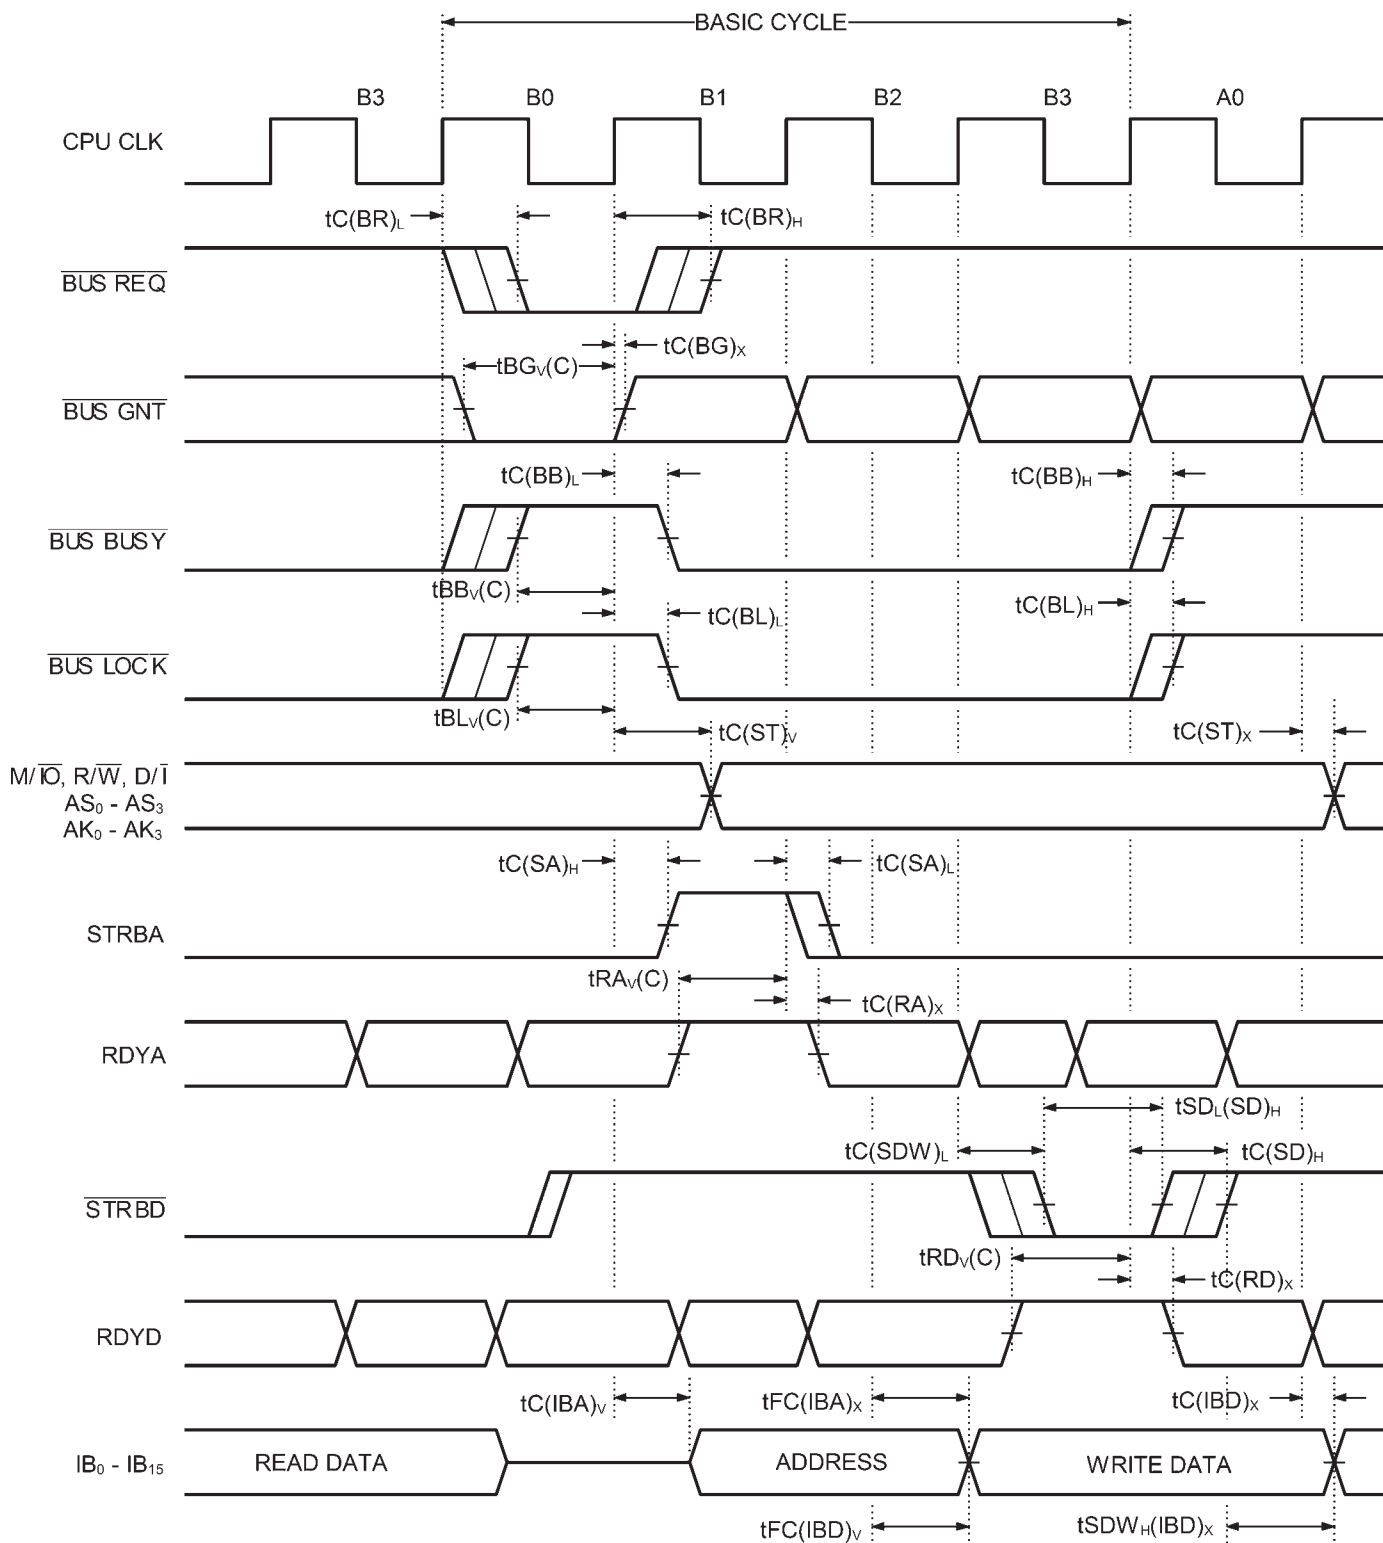 BASIC CYCLE
B3 B0 B1 B2 B3 A0
CPU CLK
tC(BR)L tC(BR)H
BUS REQ
tC(BG)X
tBGV(C)
BUS GNT
tC(BB)L tC(BB)H
BUS BUSY
tBBV(C)
tC(BL)L tC(BL)H
BUS LOCK
tBLV(C)
tC(ST)V tC(ST)X
M/IO, R/W, D/I
AS0 - AS3
AK0 - AK3
tC(SA)H tC(SA)L
STRBA
tRAV(C)
tC(RA)X
RDYA
tSDL(SD)H
tC(SDW)L tC(SD)H
STRBD
tRDV(C)
tC(RD)X
RDYD
tC(IBA)V tFC(IBA)X tC(IBD)X
IB0 - IB15 READ DATA ADDRESS WRITE DATA
tFC(IBD)V tSDWH(IBD)X